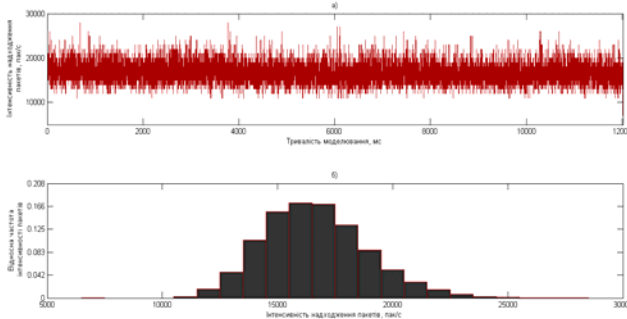 а)
Інтенсивність надходження
пакетів, пак/с
30000
20000
10000
0
2000
4000
6000
8000
10000
1200
Тривалість моделювання, мс
б)
Відносна частота
інтенсивності пакетів
0.208
0.166
0.125
0.083
0.042
0
5000
10000
15000
20000
25000
3000
Інтенсивність надходження пакетів, пак/с